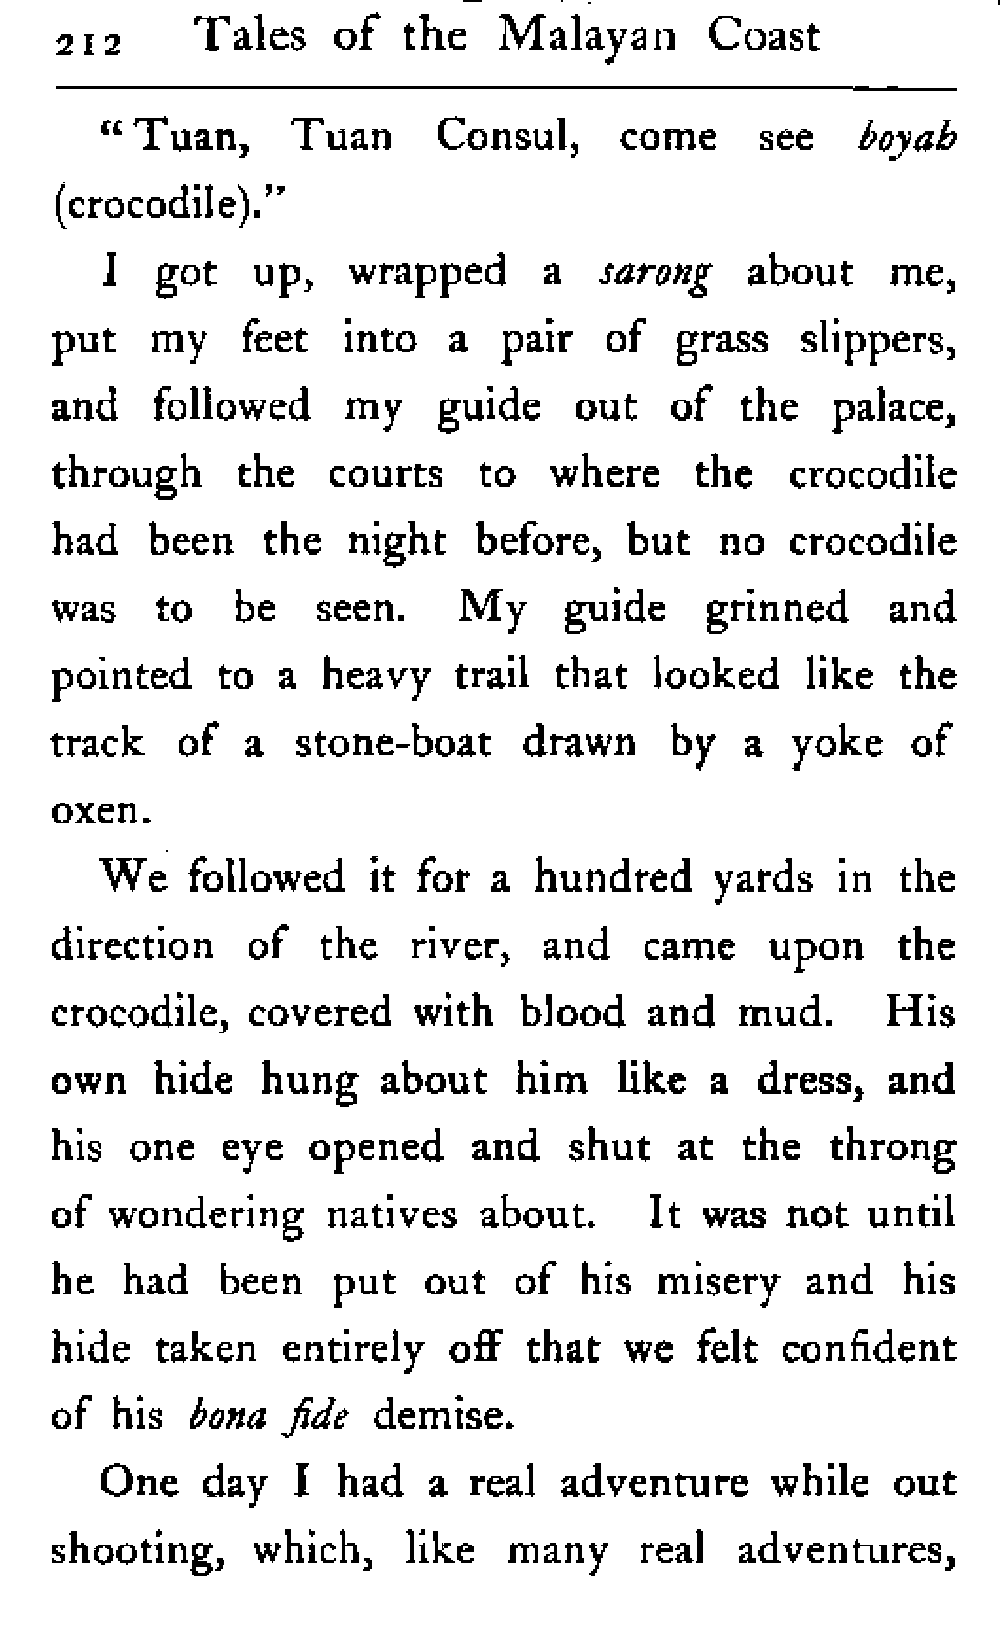 212 Tales of the Malayan Coast
“Tuan, Tuan Consul, come see boyah
(crocodile).”
I got up, wrapped a sarong about me,
put my feet into a pair of grass slippers,
and followed my guide out of the palace,
through the courts to where the crocodile
had been the night before, but no crocodile
was to be seen. My guide grinned and
pointed to a heavy trail that looked like the
track of a stone-boat drawn by a yoke of
oxen.
We followed it for a hundred yards in the
direction of the river, and came upon the
crocodile, covered with blood and mud. His
own hide hung about him like a dress, and
his one eye opened and shut at the throng
of wondering natives about. It was not until
he had been put out of his misery and his
hide taken entirely off that we felt confident
of his bona fide demise.
One day I had a real adventure while out
shooting, which, like many real adventures,